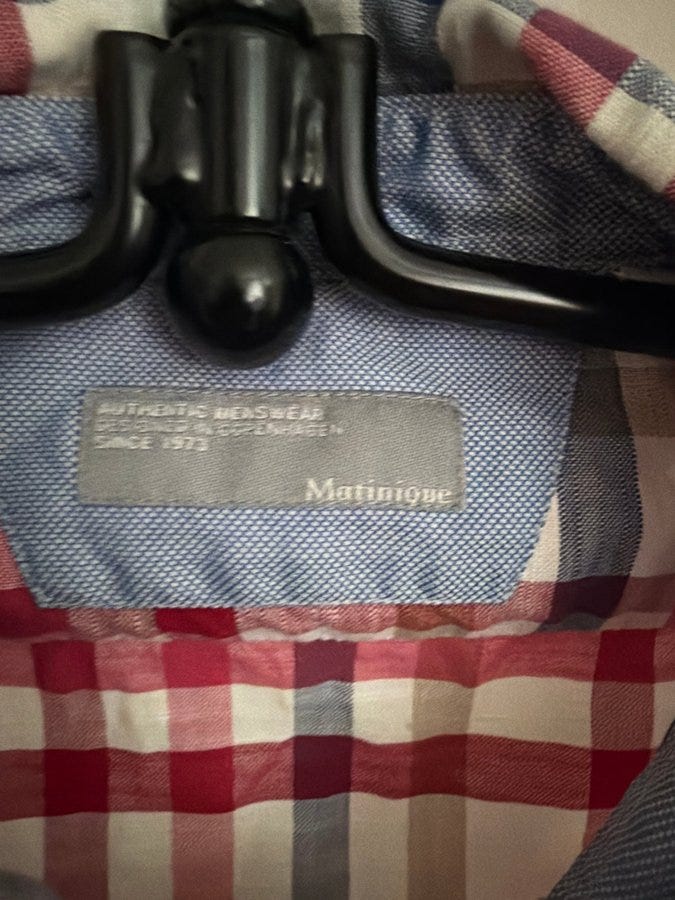 AUTHENTIC MENSWEAR
DESIGNED IN COPENHAGEN
SINCE 1973
Matinique